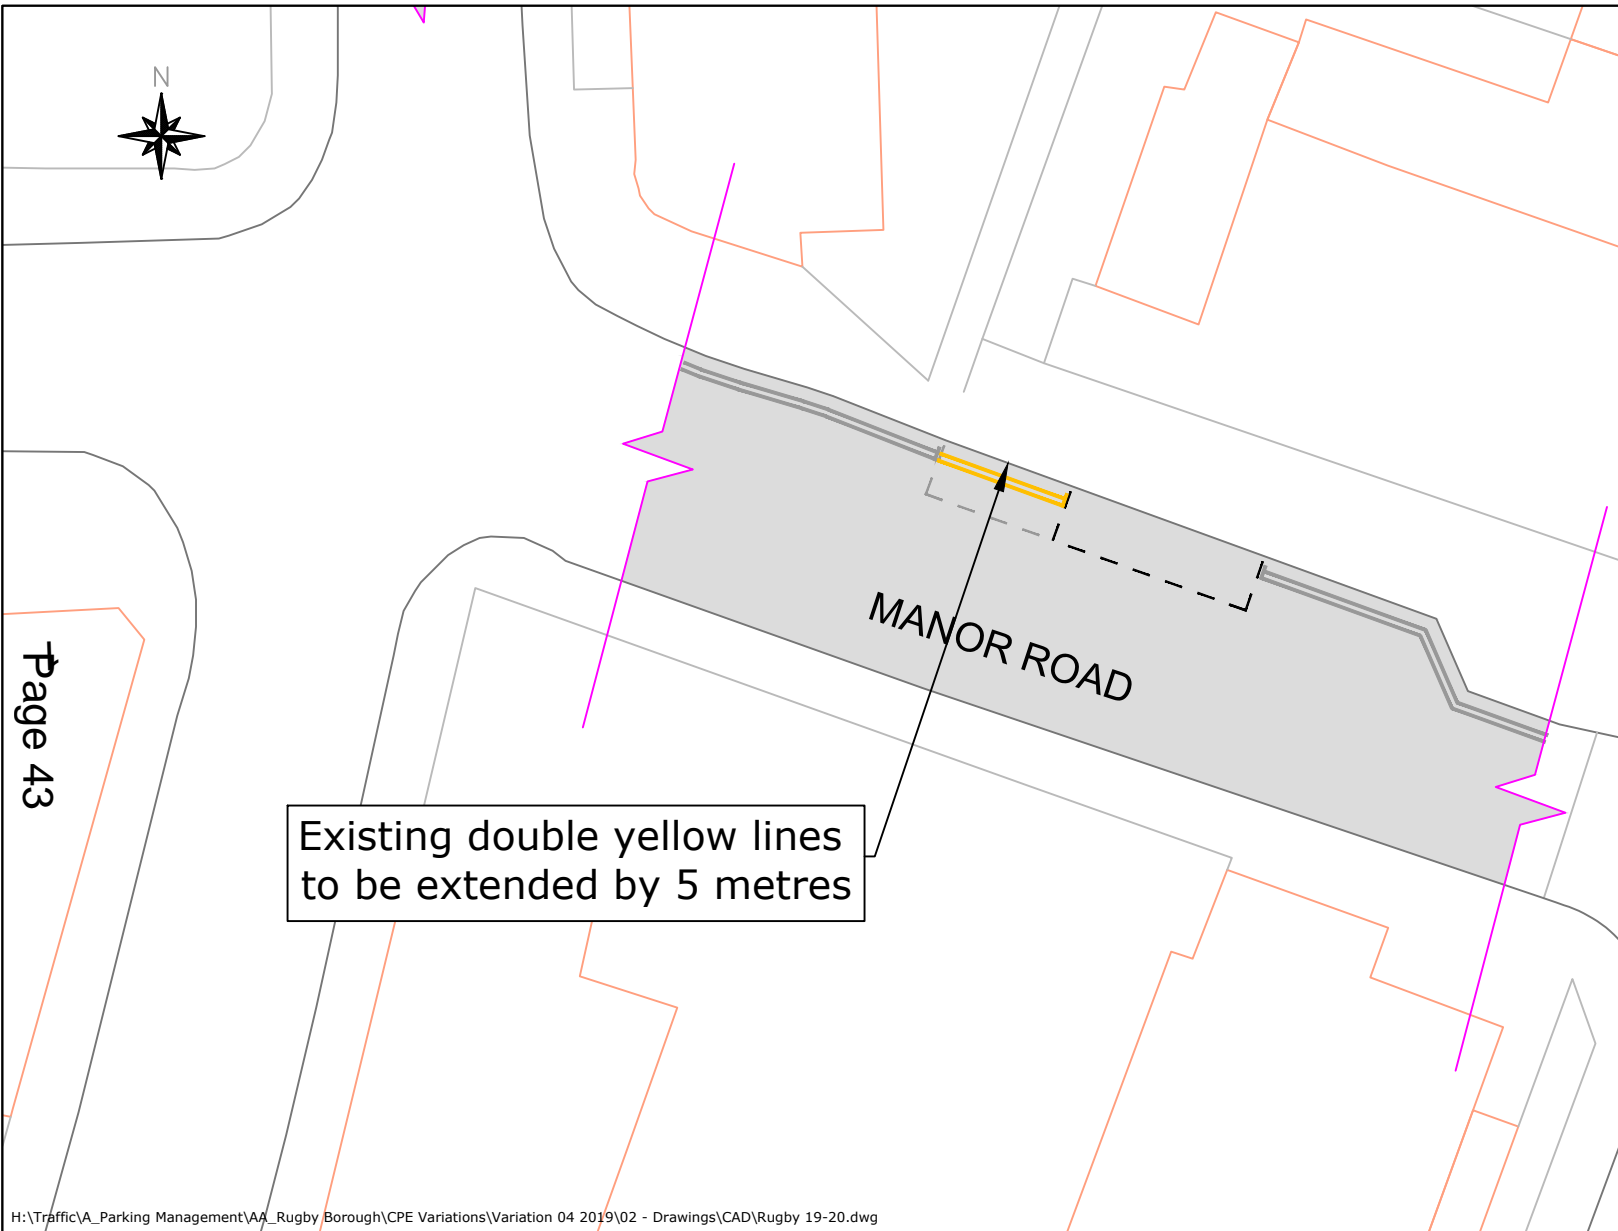 N
MANOR ROAD
Page 43
Existing double yellow lines
to be extended by 5 metres
H:\Traffic\A_Parking Management\AA_Rugby Borough\CPE Variations\Variation 04 2019\02 - Drawings\CAD\Rugby 19-20.dwg